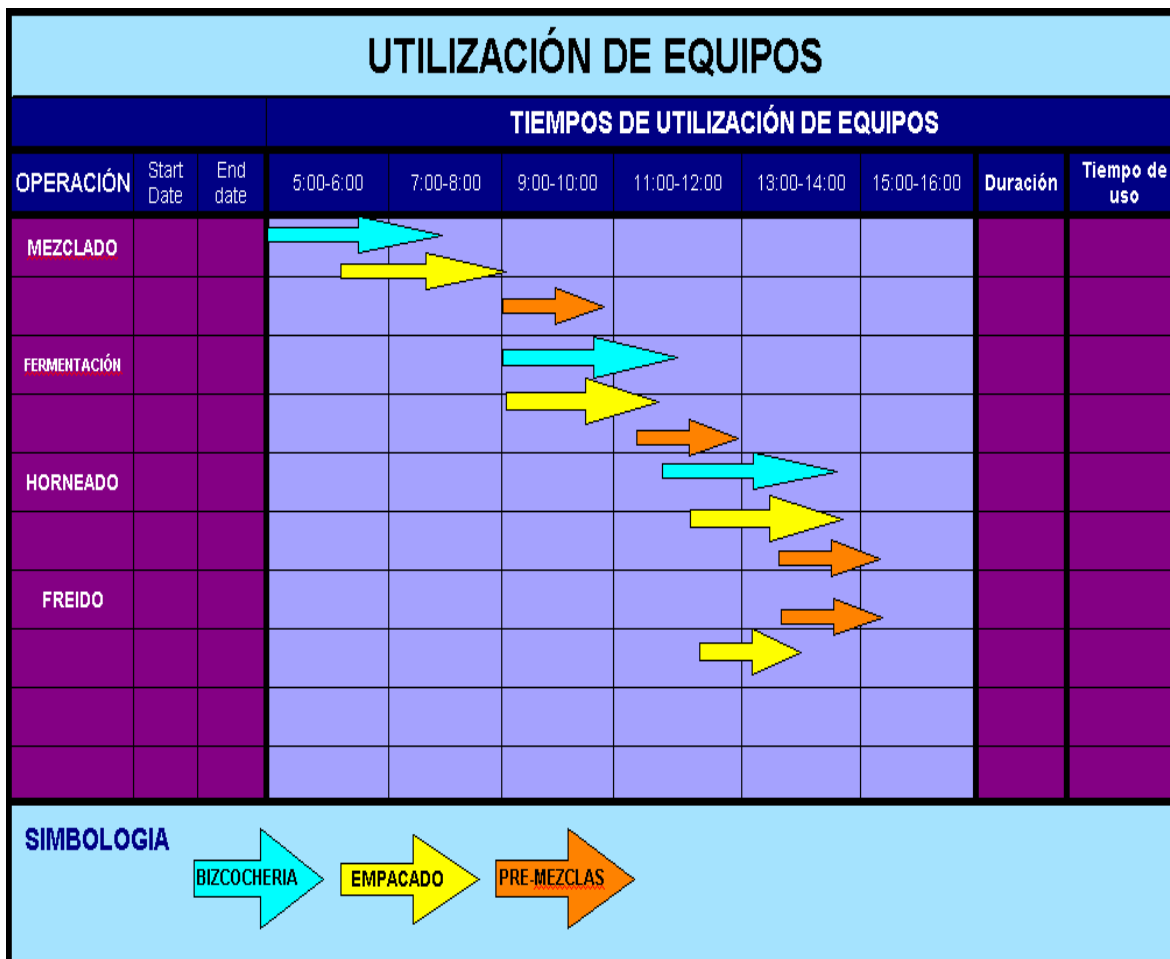 UTILIZACIÓN DE EQUIPOS
TIEMPOS DE UTILIZACIÓN DE EQUIPOS
OPERACIÓN Start Date End date 5:00-6:00 7:00-8:00 9:00-10:00 11:00-12:00 13:00-14:00 15:00-16:00 Duración Tiempo de uso
MEZCLADO
FERMENTACIÓN
HORNEADO
FREIDO
SIMBOLOGIA
BIZCOCHERIA EMPACADO PRE-MEZCLAS